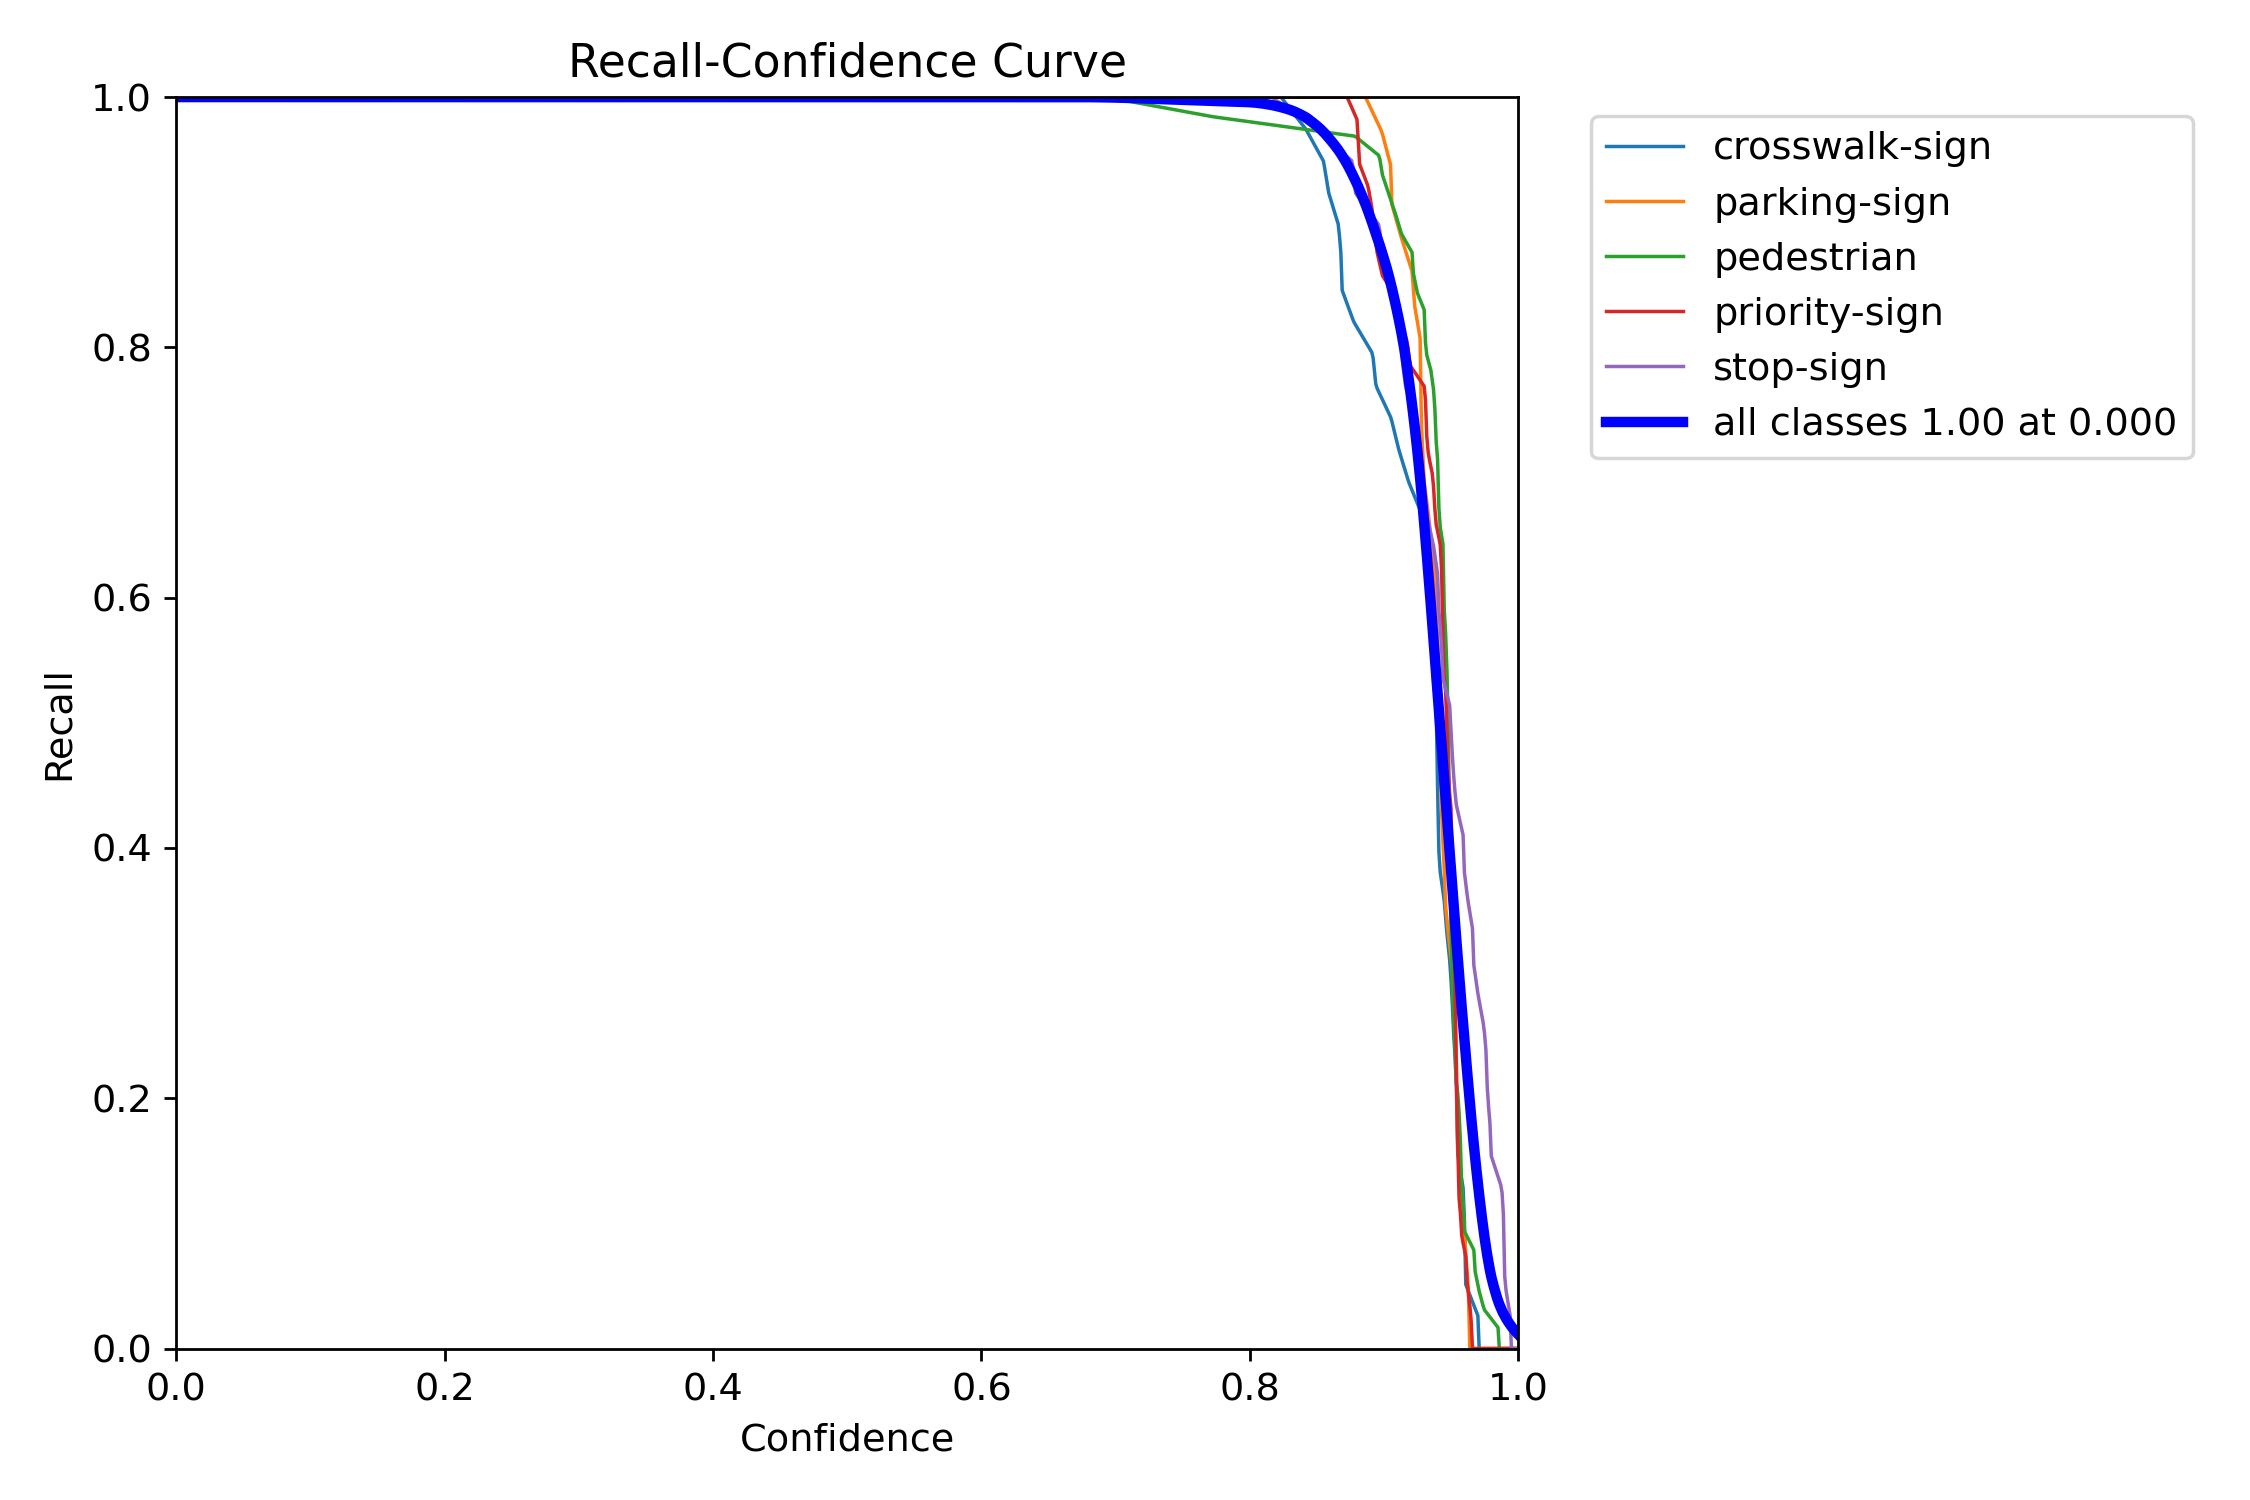 Recall-Confidence Curve
1.0
0.8
0.6
0.4
0.2
0.0
Recall
0.0 0.2 0.4 0.6 0.8 1.0
Confidence
crosswalk-sign
parking-sign
pedestrian
priority-sign
stop-sign
all classes 1.00 at 0.000